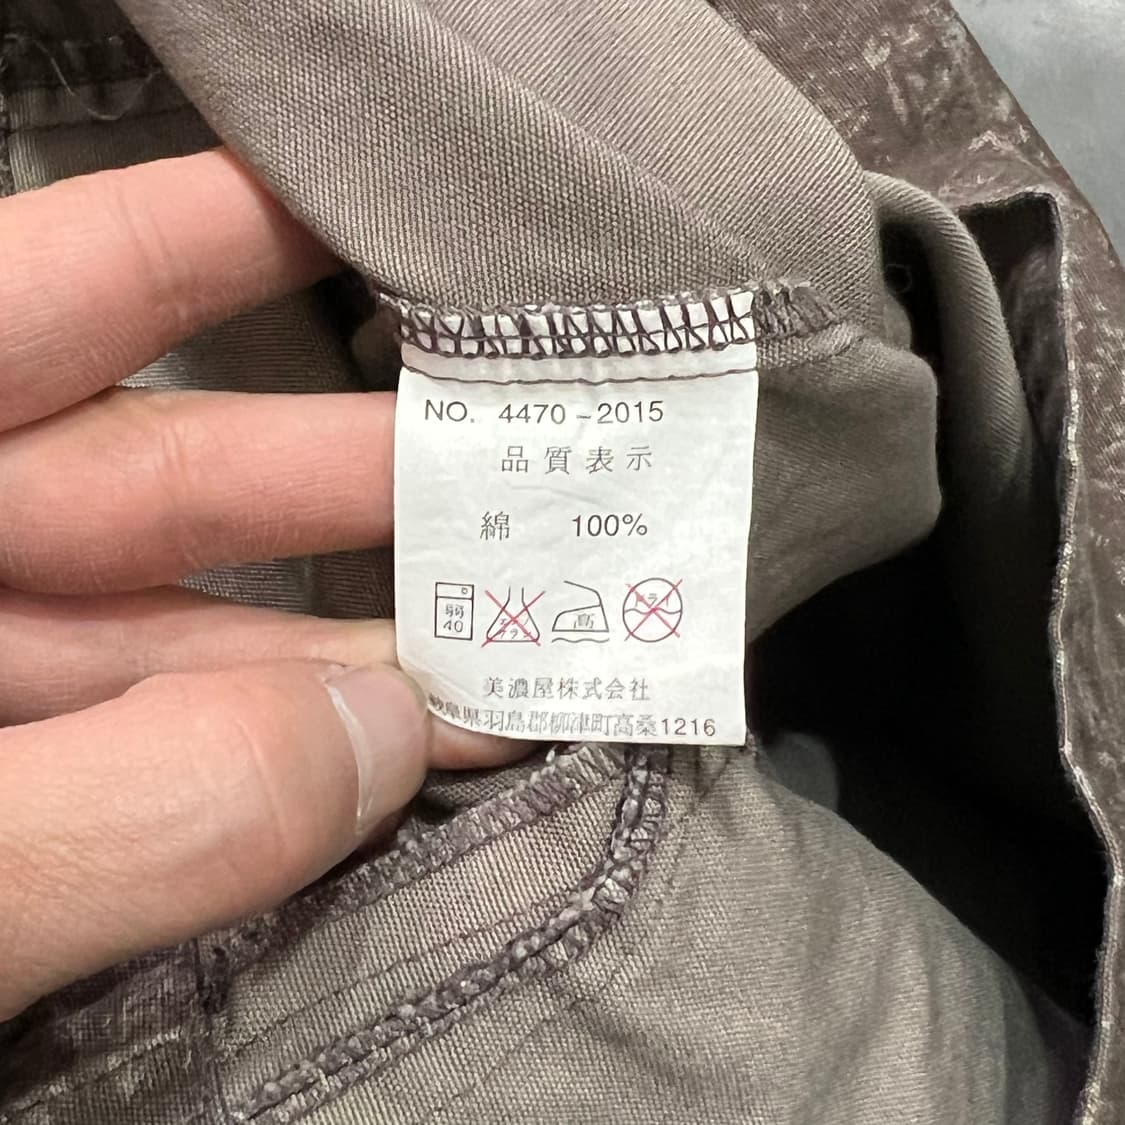 NO. 4470-2015
品質表示
綿 100%
弱 40 エンソ サラシ 高 ドライ
美濃屋株式会社
岐阜県羽島郡柳津町高桑1216